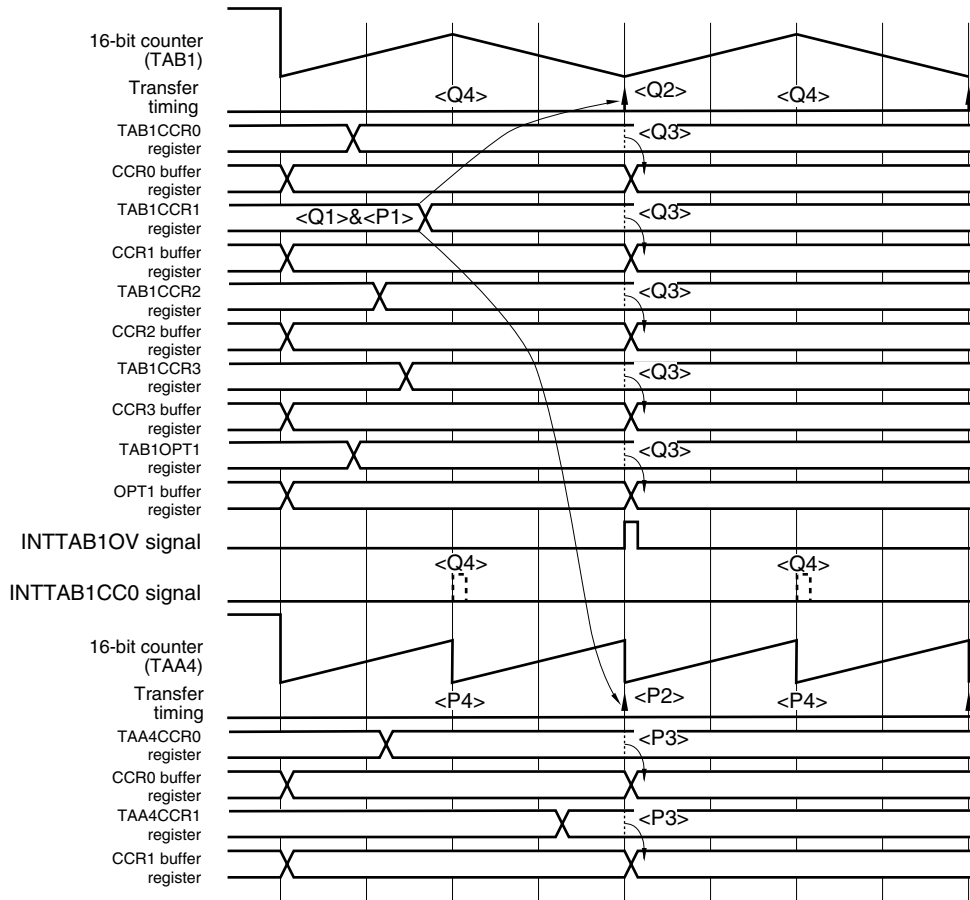 16-bit counter
(TAB1)
Transfer
timing
<Q4>
<Q2>
<Q4>
TAB1CCR0
register
<Q3>
CCR0 buffer
register
TAB1CCR1
register
<Q1>&<P1>
<Q3>
CCR1 buffer
register
TAB1CCR2
register
<Q3>
CCR2 buffer
register
TAB1CCR3
register
<Q3>
CCR3 buffer
register
TAB1OPT1
register
<Q3>
OPT1 buffer
register
INTTAB1OV signal
<Q4>
<Q4>
INTTAB1CC0 signal
16-bit counter
(TAA4)
Transfer
timing
<P4>
<P2>
<P4>
TAA4CCR0
register
<P3>
CCR0 buffer
register
TAA4CCR1
register
<P3>
CCR1 buffer
register